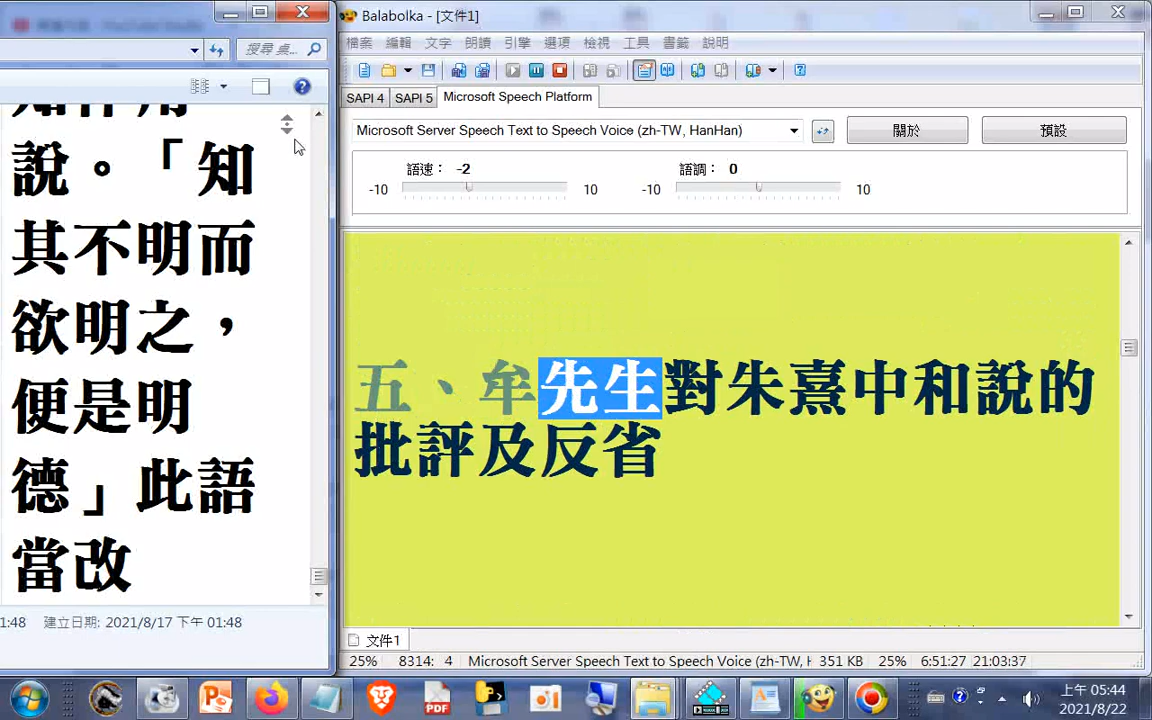 Balabolka - [文件1]
搜尋 桌...
檔案 編輯 文字 朗讀 引擎 選項 檢視 工具 書籤 說明
SAPI 4 SAPI 5 Microsoft Speech Platform
Microsoft Server Speech Text to Speech Voice (zh-TW, HanHan) 關於 預設
語速： -2 語調： 0
-10 10 -10 10
說。「知
其不明而
欲明之，
便是明
德」此語
當改
五、牟先生對朱熹中和說的
批評及反省
1:48 建立日期: 2021/8/17 下午 01:48
文件1
25% 8314: 4 Microsoft Server Speech Text to Speech Voice (zh-TW, H 351 KB 25% 6:51:27 21:03:37
上午 05:44
2021/8/22